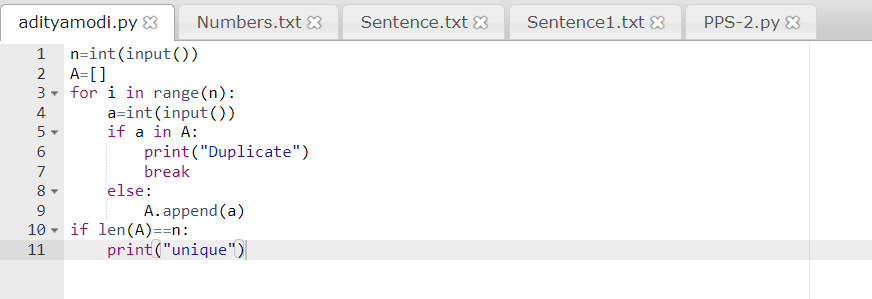 adityamodi.py Numbers.txt Sentence.txt Sentence1.txt PPS-2.py
1 n=int(input())
2 A=[]
3 for i in range(n):
4     a=int(input())
5     if a in A:
6         print("Duplicate")
7         break
8     else:
9         A.append(a)
10 if len(A)==n:
11     print("unique")